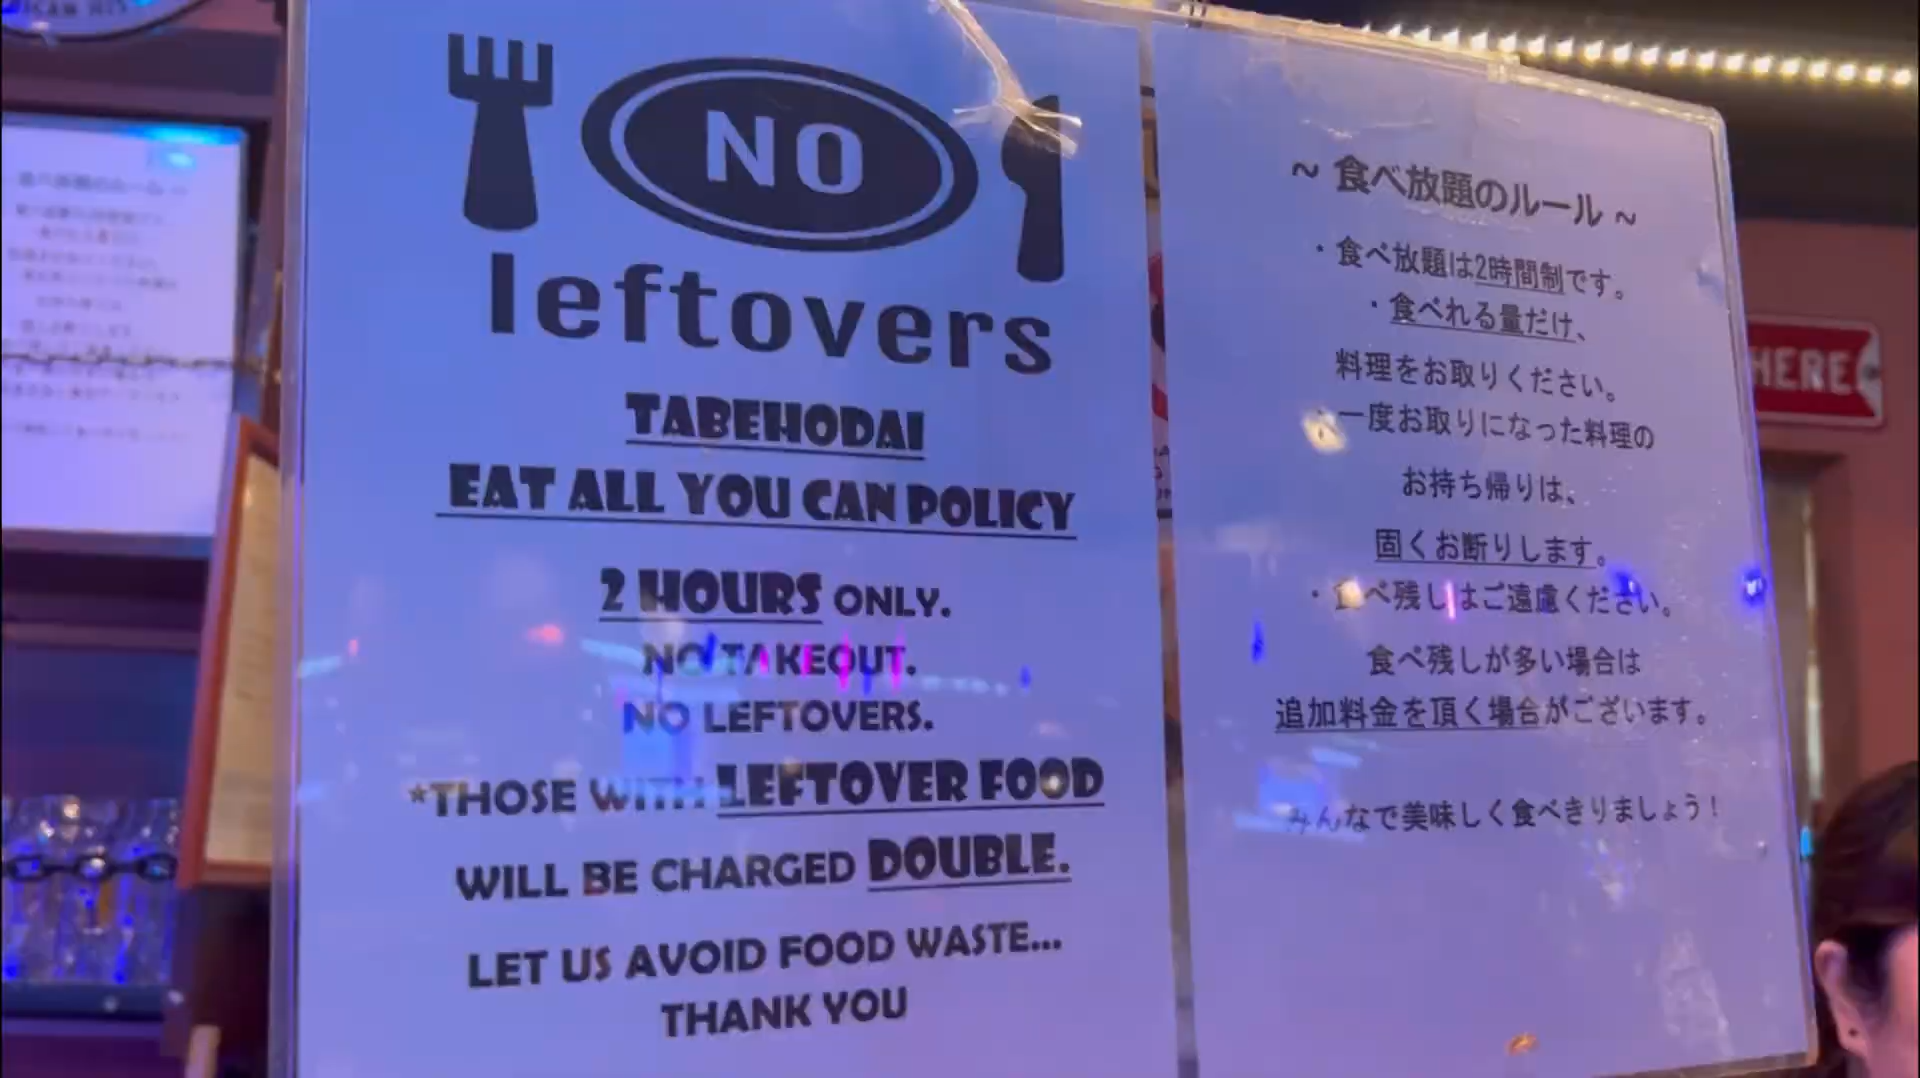 NO
leftovers
TABEHODAI
EAT ALL YOU CAN POLICY
2 HOURS ONLY.
NO TAKEOUT.
NO LEFTOVERS.
*THOSE WITH LEFTOVER FOOD
WILL BE CHARGED DOUBLE.
LET US AVOID FOOD WASTE...
THANK YOU
~ 食べ放題のルール ~
・食べ放題は2時間制です。
・食べれる量だけ、
料理をお取りください。
・一度お取りになった料理の
お持ち帰りは、
固くお断りします。
・食べ残しはご遠慮ください。
食べ残しが多い場合は
追加料金を頂く場合がございます。
みんなで美味しく食べきりましょう！
HERE